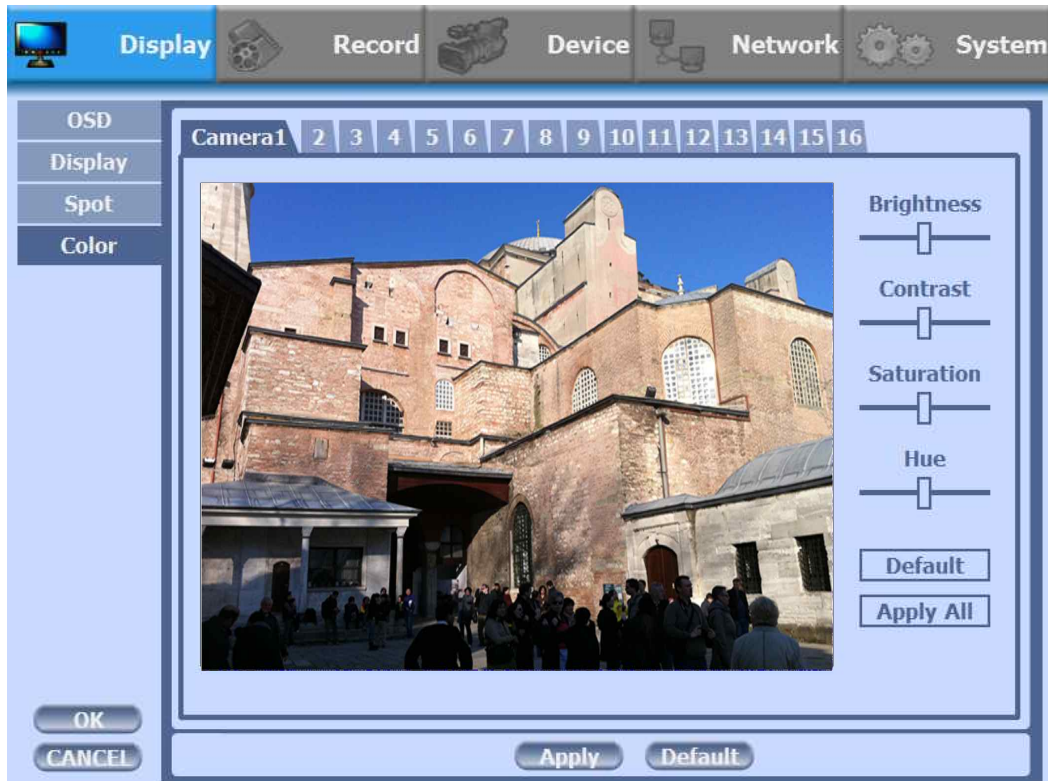 Display Record Device Network System
OSD
Display
Spot
Color
Camera1 2 3 4 5 6 7 8 9 10 11 12 13 14 15 16
Brightness
Contrast
Saturation
Hue
Default
Apply All
OK
CANCEL
Apply Default